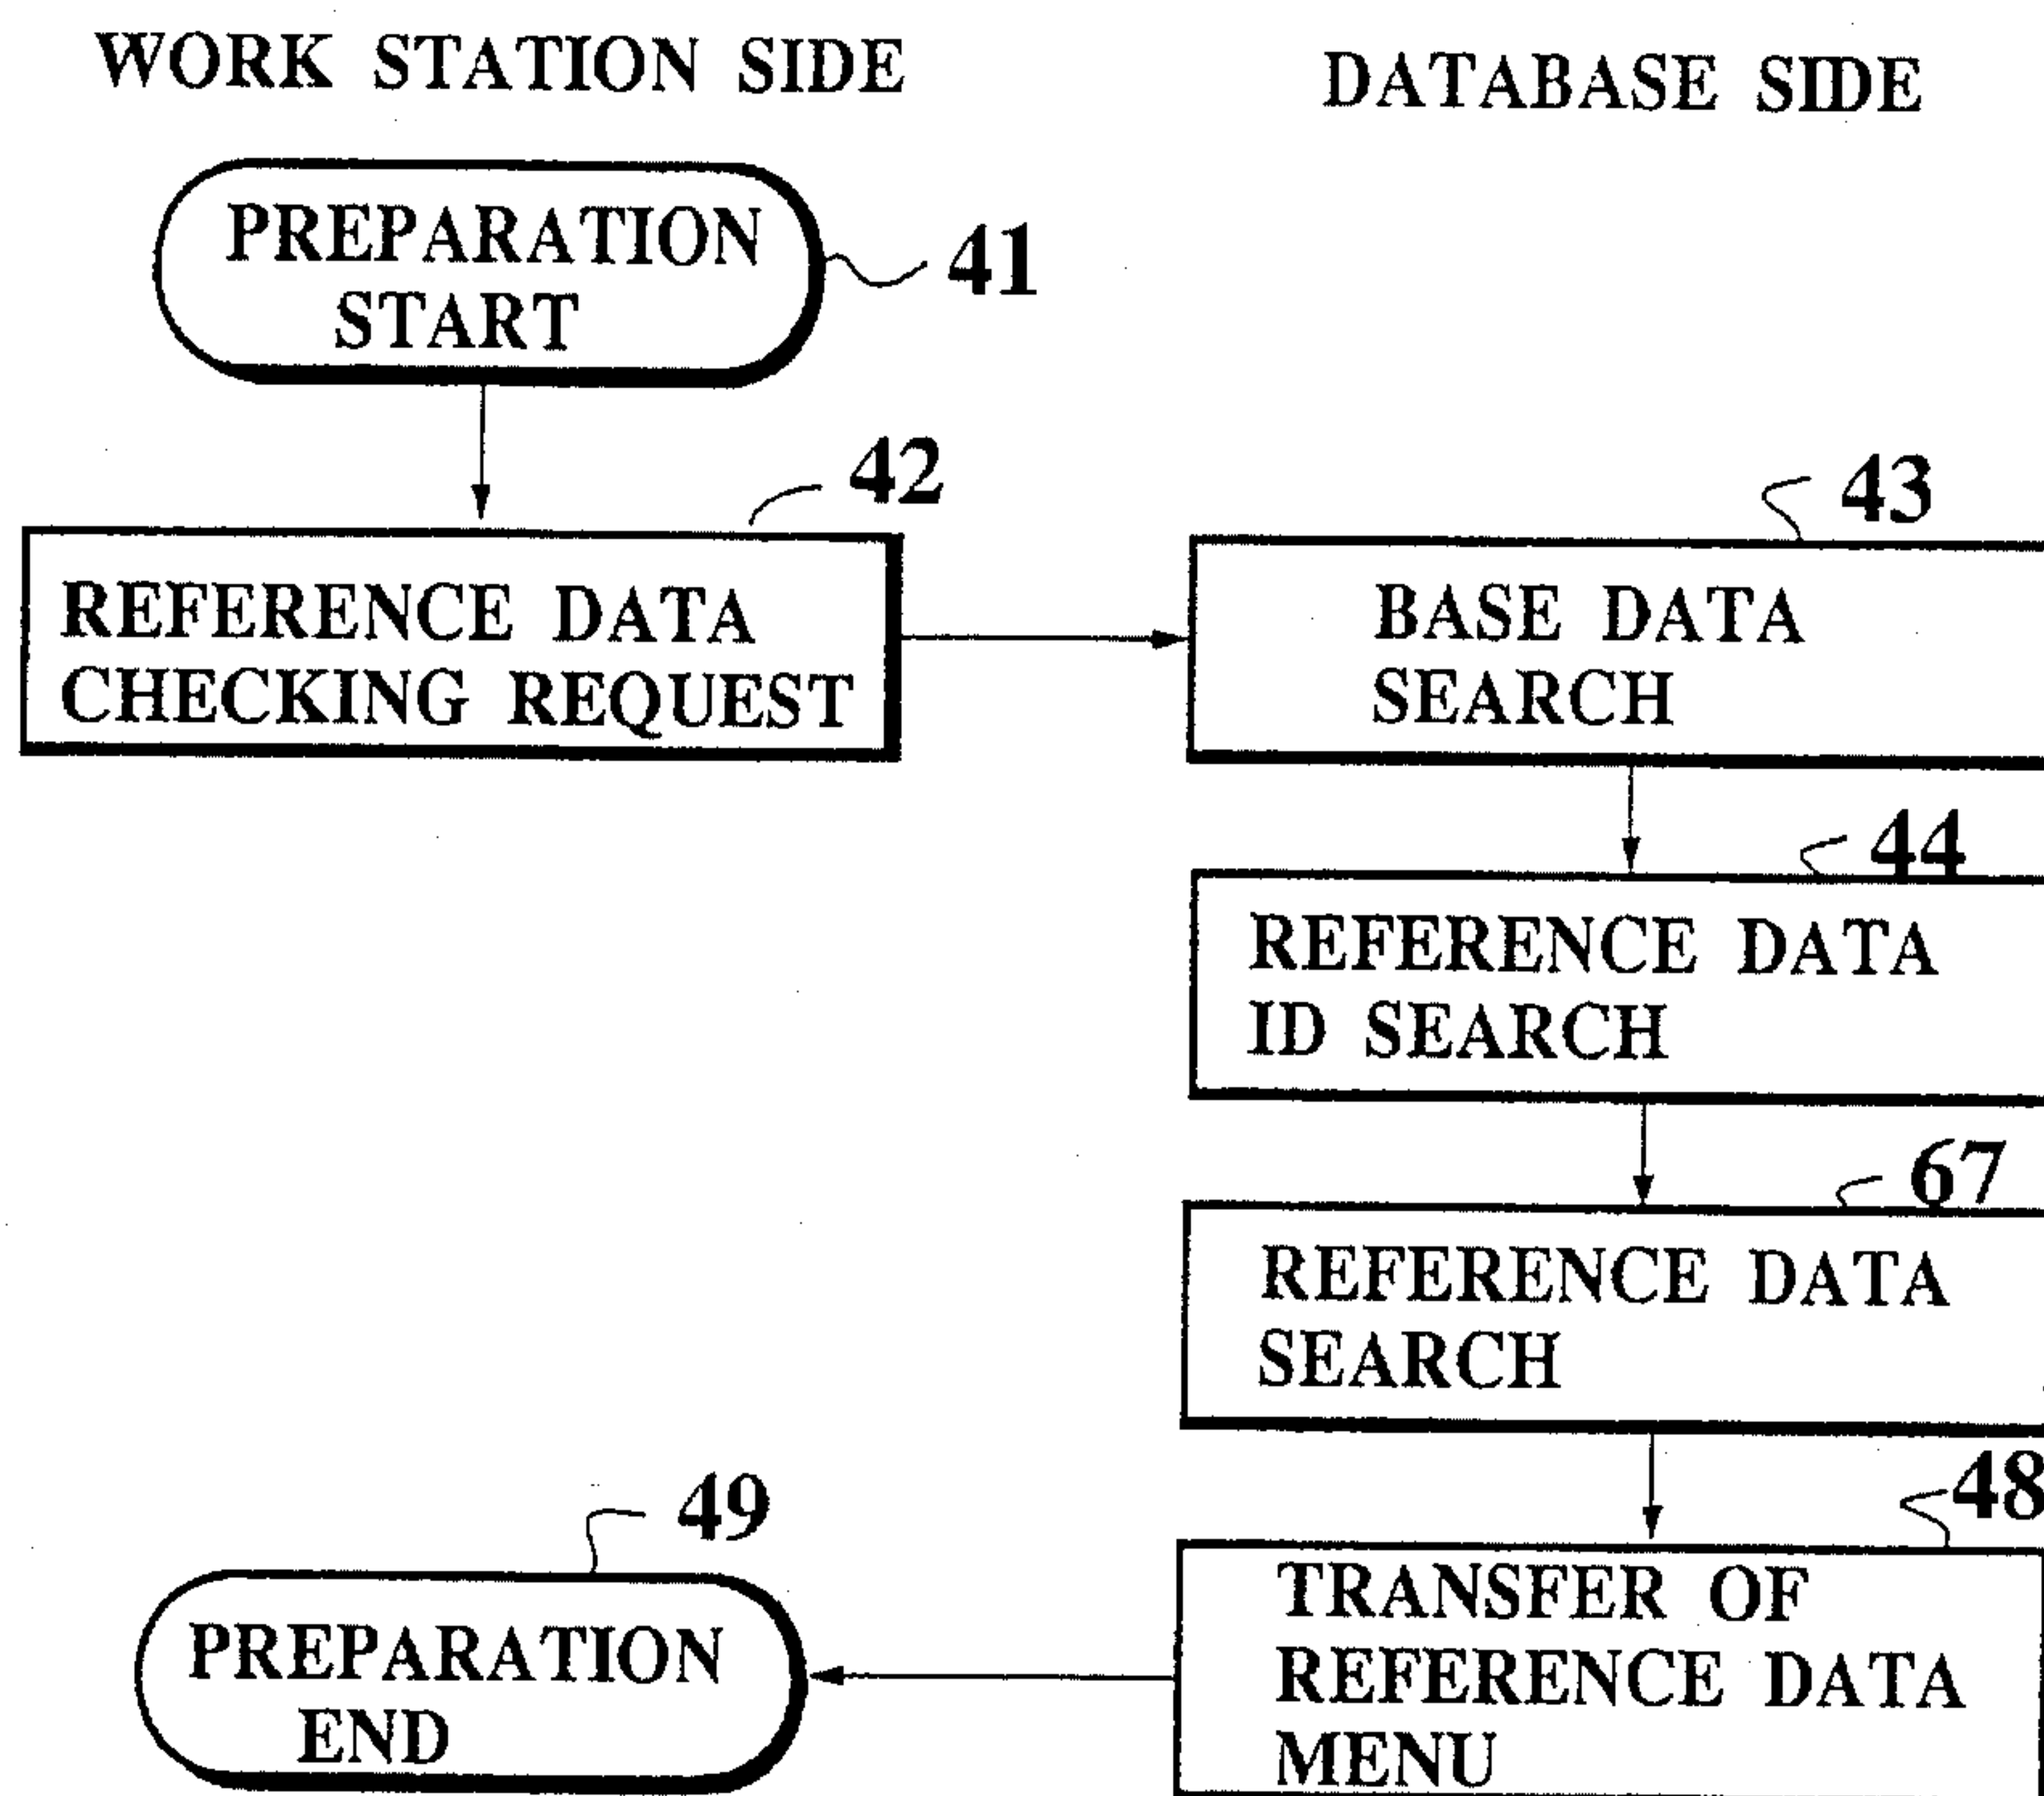 WORK STATION SIDE
DATABASE SIDE
PREPARATION
START
41
42
REFERENCE DATA
CHECKING REQUEST
43
BASE DATA
SEARCH
44
REFERENCE DATA
ID SEARCH
67
REFERENCE DATA
SEARCH
48
TRANSFER OF
REFERENCE DATA
MENU
49
PREPARATION
END